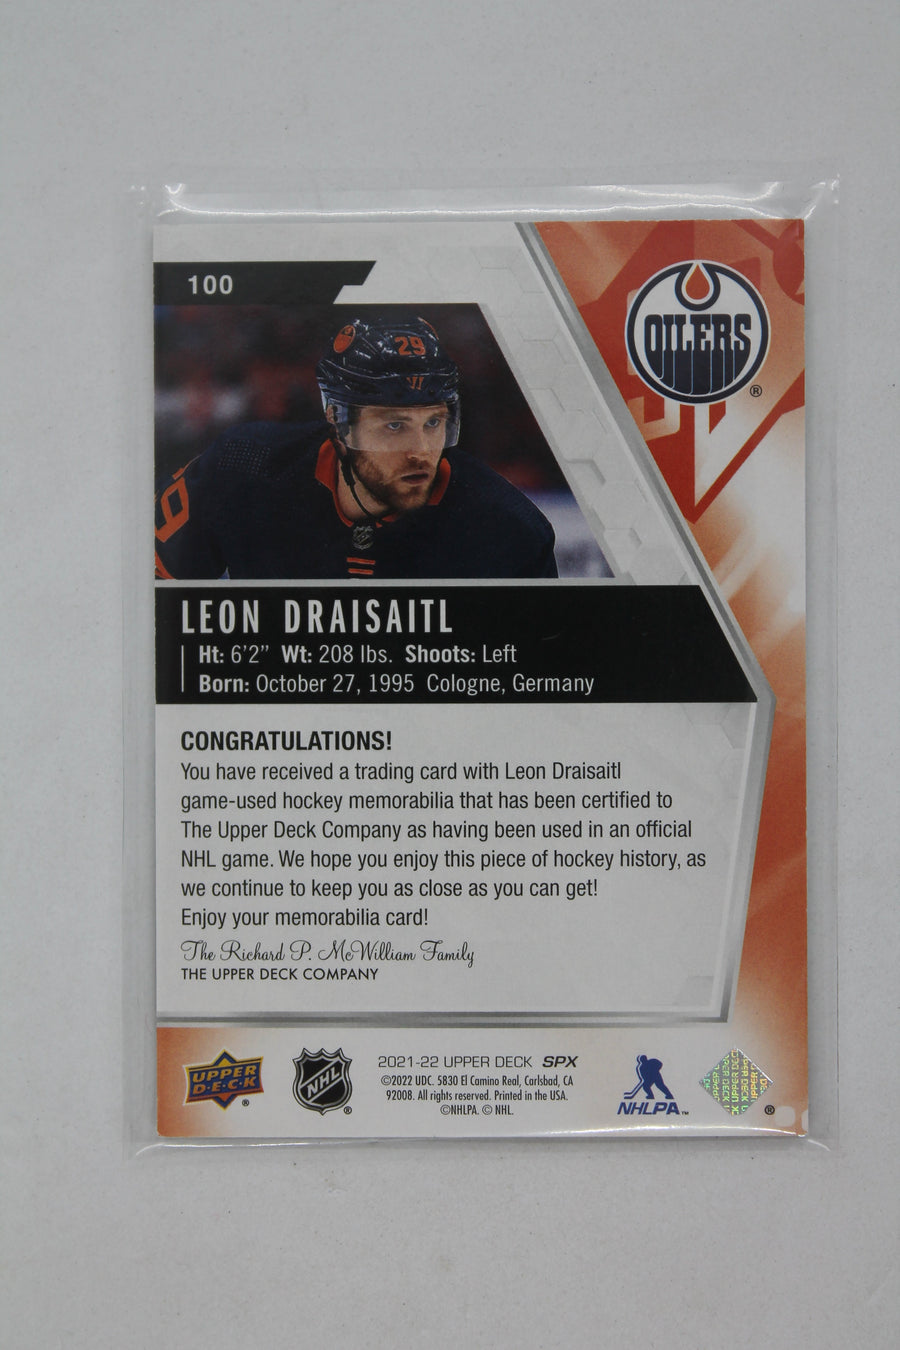 100
OILERS
®
29
9
LEON DRAISAITL
Ht: 6'2" Wt: 208 lbs. Shoots: Left
Born: October 27, 1995 Cologne, Germany
CONGRATULATIONS!
You have received a trading card with Leon Draisaitl
game-used hockey memorabilia that has been certified to
The Upper Deck Company as having been used in an official
NHL game. We hope you enjoy this piece of hockey history, as
we continue to keep you as close as you can get!
Enjoy your memorabilia card!
The Richard P. McWilliam Family
THE UPPER DECK COMPANY
UPPER
DECK
®
NHL
®
2021-22 UPPER DECK SPX
©2022 UDC. 5830 El Camino Real, Carlsbad, CA
92008. All rights reserved. Printed in the USA.
©NHLPA. © NHL.
NHLPA™
UPPER DECK
®